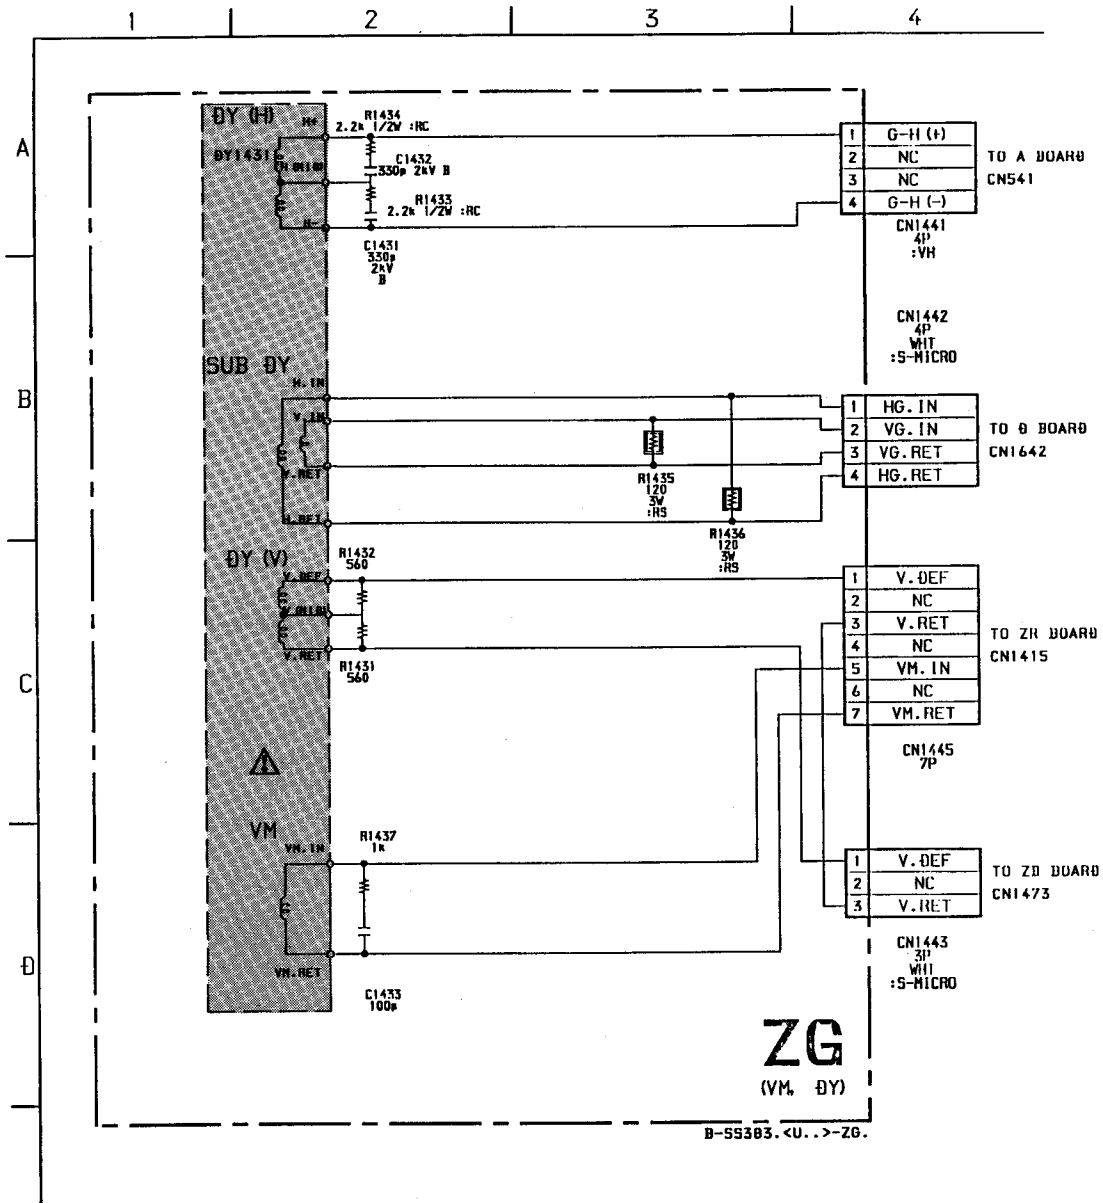 1 2 3 4
A
B
C
D
DY (H)
H+
DY1431
H-
R1434
2.2k 1/2W :RC
C1432
330p 2kV B
R1433
2.2k 1/2W :RC
C1431
330p
2kV
B
1 G-H (+)
2 NC
3 NC
4 G-H (-)
TO A BOARD
CN541
CN1441
4P
:VH
CN1442
4P
WHT
:S-MICRO
SUB DY
H.IN
V.IN
V.RET
H.RET
R1435
120
3W
:RS
R1436
120
3W
:RS
1 HG.IN
2 VG.IN
3 VG.RET
4 HG.RET
TO D BOARD
CN1642
DY (V)
V.DEF
V.RET
R1432
560
R1431
560
1 V.DEF
2 NC
3 V.RET
4 NC
5 VM.IN
6 NC
7 VM.RET
TO ZR BOARD
CN1415
CN1445
7P
VM
VM.IN
VM.RET
R1437
1k
C1433
100p
1 V.DEF
2 NC
3 V.RET
TO ZB BOARD
CN1473
CN1443
3P
WHT
:S-MICRO
ZG
(VM, DY)
B-SS383.<U..>-ZG.